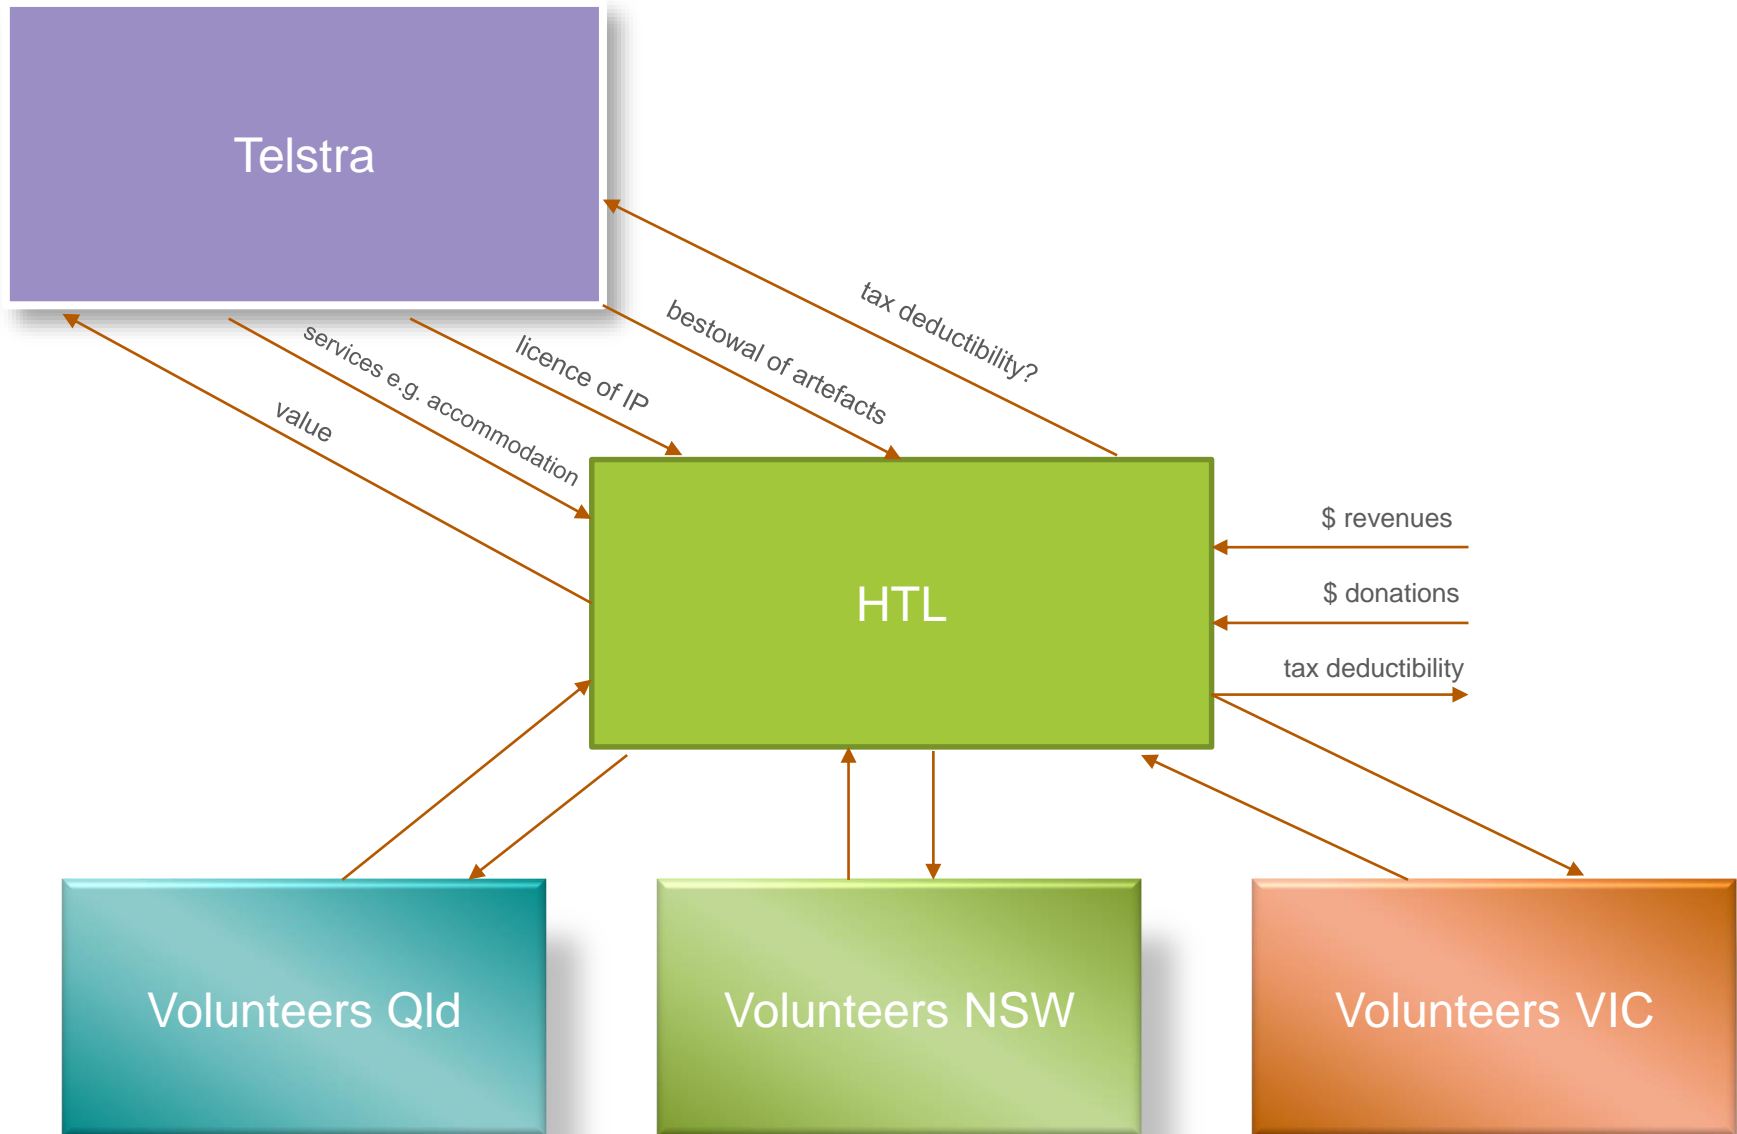 Telstra
tax deductibility?
bestowal of artefacts
licence of IP
services e.g. accommodation
value
$ revenues
HTL
$ donations
tax deductibility
Volunteers Qld
Volunteers NSW
Volunteers VIC